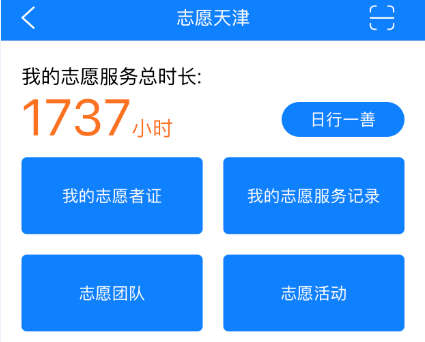 志愿天津
我的志愿服务总时长:
1737小时
日行一善
我的志愿者证
我的志愿服务记录
志愿团队
志愿活动